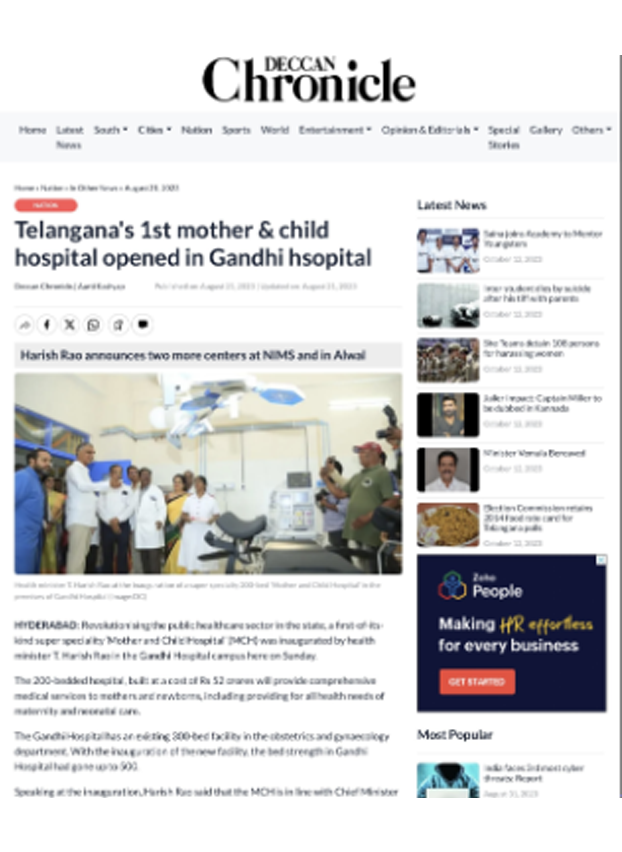 DECCAN
Chronicle
Home Latest News South Cities Nation Sports World Entertainment Opinion & Editorials Special Stories Gallery Others
Home » Nation » In Other News » August 20, 2023
NATION
Telangana's 1st mother & child
hospital opened in Gandhi hsopital
Deccan Chronicle |
Published on August 21, 2023 | Updated on August 21, 2023
Harish Rao announces two more centers at NIMS and in Alwal
Health minister T. Harish Rao at the inauguration of a super specialty 200-bed 'Mother and Child Hospital' in the
premises of Gandhi Hospital (Image:DC)
HYDERABAD: Revolutionising the public healthcare sector in the state, a first-of-its-
kind super speciality 'Mother and Child Hospital' (MCH) was inaugurated by health
minister T. Harish Rao in the Gandhi Hospital campus here on Sunday.
The 200-bedded hospital, built at a cost of Rs 52 crores will provide comprehensive
medical services to mothers and newborns, including providing for all health needs of
maternity and neonatal care.
The Gandhi Hospital has an existing 300-bed facility in the obstetrics and gynaecology
department. With the inauguration of the new facility, the bed strength in Gandhi
Hospital had gone up to 500.
Speaking at the inauguration, Harish Rao said that the MCH is in line with Chief Minister
Latest News
Saina joins Academy to Mentor
Youngsters
October 12, 2023
Inter student dies by suicide
after his tiff with parents
October 12, 2023
She Teams detain 108 persons
for harassing women
October 12, 2023
Jailer Impact: Captain Miller to
be dubbed in Kannada
October 12, 2023
Minister Vemula Bereaved
October 12, 2023
Election Commission retains
2014 food rate card for
Telangana polls
October 12, 2023
Zoho
People
Making HR effortless
for every business
GET STARTED
Most Popular
India faces 3rd most cyber
threats: Report
August 31, 2023